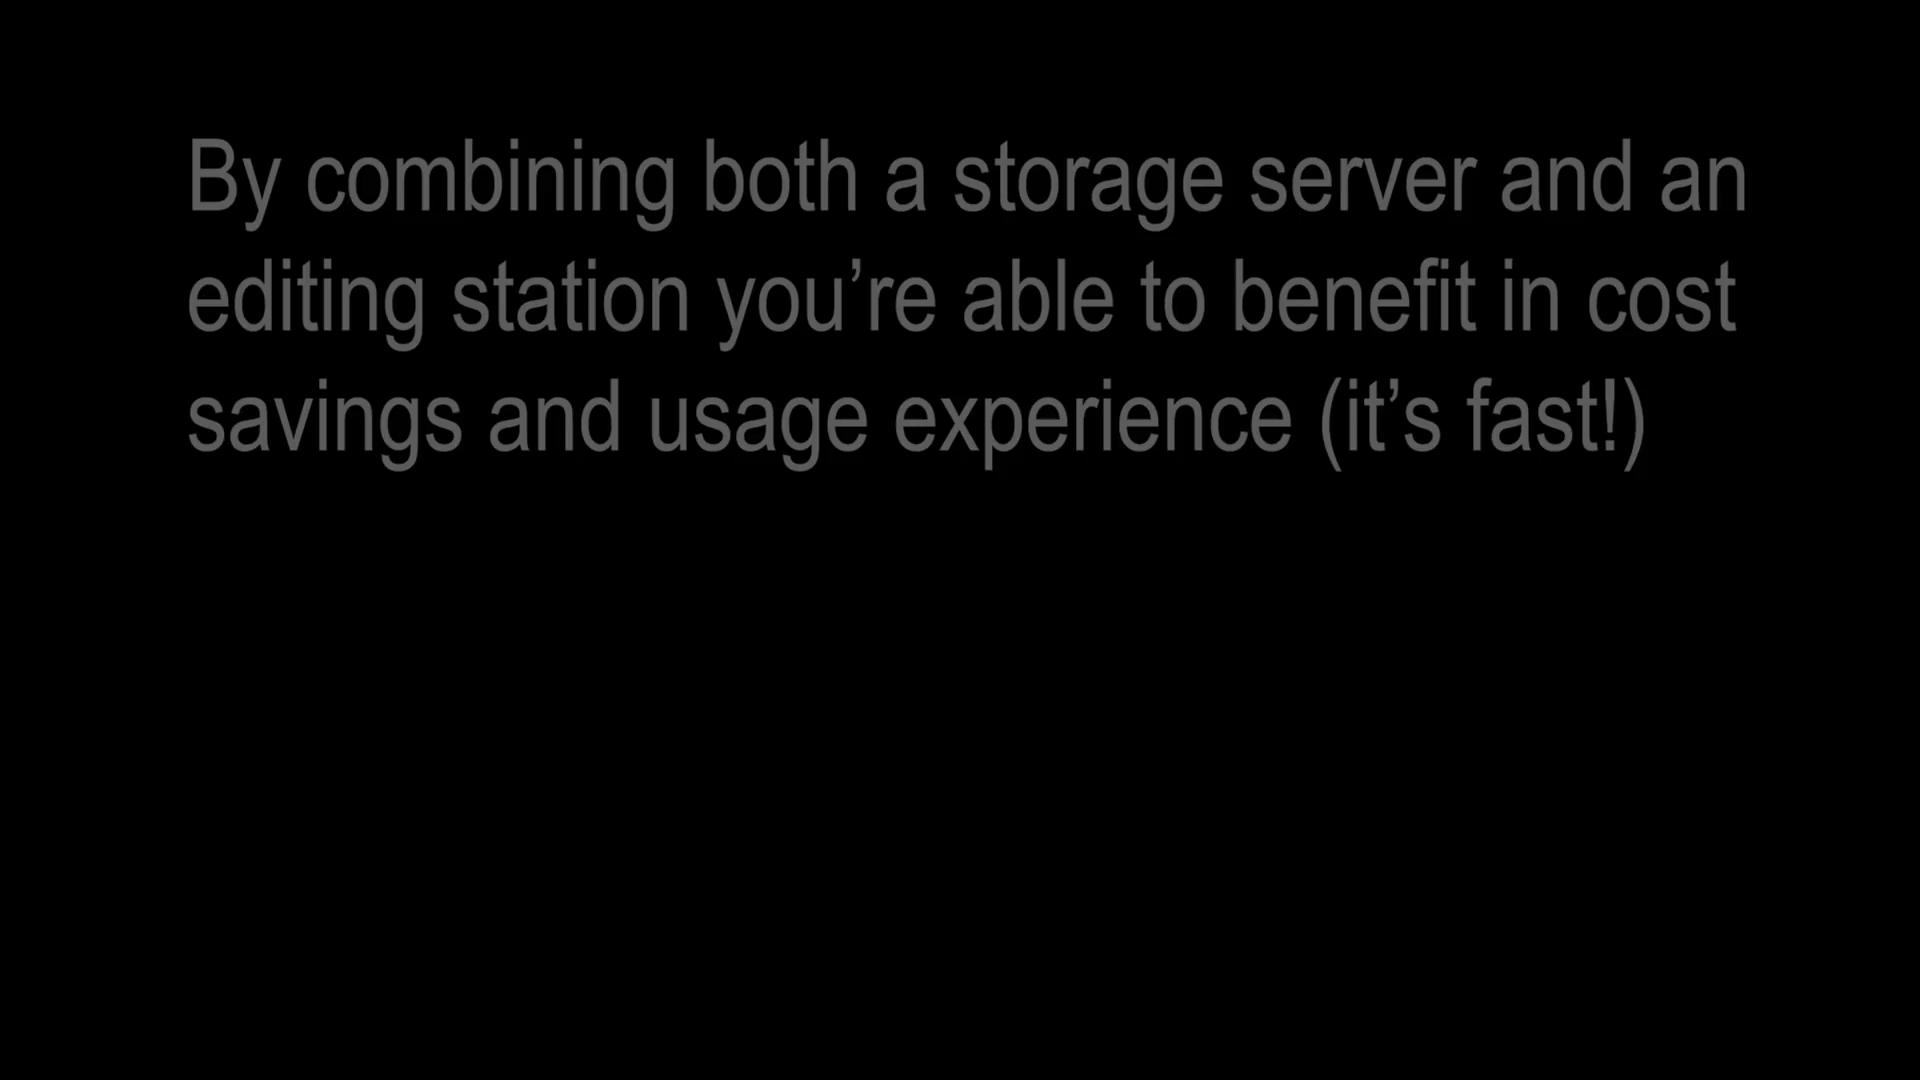 By combining both a storage server and an
editing station you’re able to benefit in cost
savings and usage experience (it’s fast!)